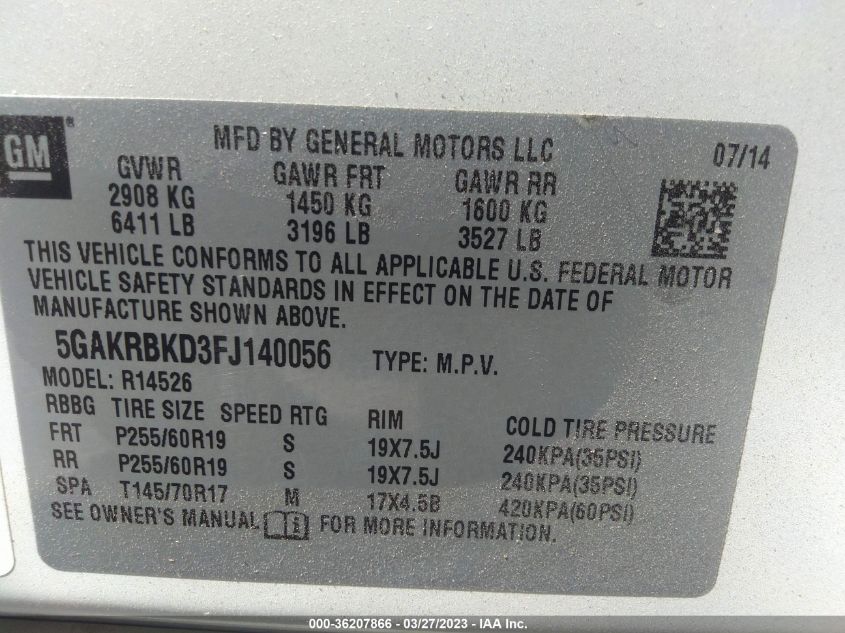 GM®
MFD BY GENERAL MOTORS LLC 07/14
GVWR GAWR FRT GAWR RR
2908 KG 1450 KG 1600 KG
6411 LB 3196 LB 3527 LB
THIS VEHICLE CONFORMS TO ALL APPLICABLE U.S. FEDERAL MOTOR
VEHICLE SAFETY STANDARDS IN EFFECT ON THE DATE OF
MANUFACTURE SHOWN ABOVE.
5GAKRBKD3FJ140056 TYPE: M.P.V.
MODEL: R14526
RBBG TIRE SIZE SPEED RTG RIM COLD TIRE PRESSURE
FRT P255/60R19 S 19X7.5J 240KPA(35PSI)
RR P255/60R19 S 19X7.5J 240KPA(35PSI)
SPA T145/70R17 M 17X4.5B 420KPA(60PSI)
SEE OWNER'S MANUAL i FOR MORE INFORMATION.
000-36207866 - 03/27/2023 - IAA Inc.